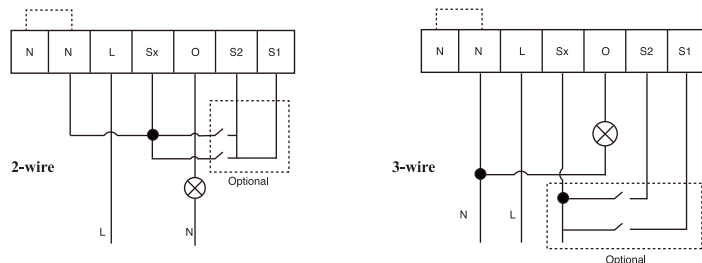 N N L Sx O S2 S1
2-wire
Optional
L N
N N L Sx O S2 S1
3-wire
N L
Optional